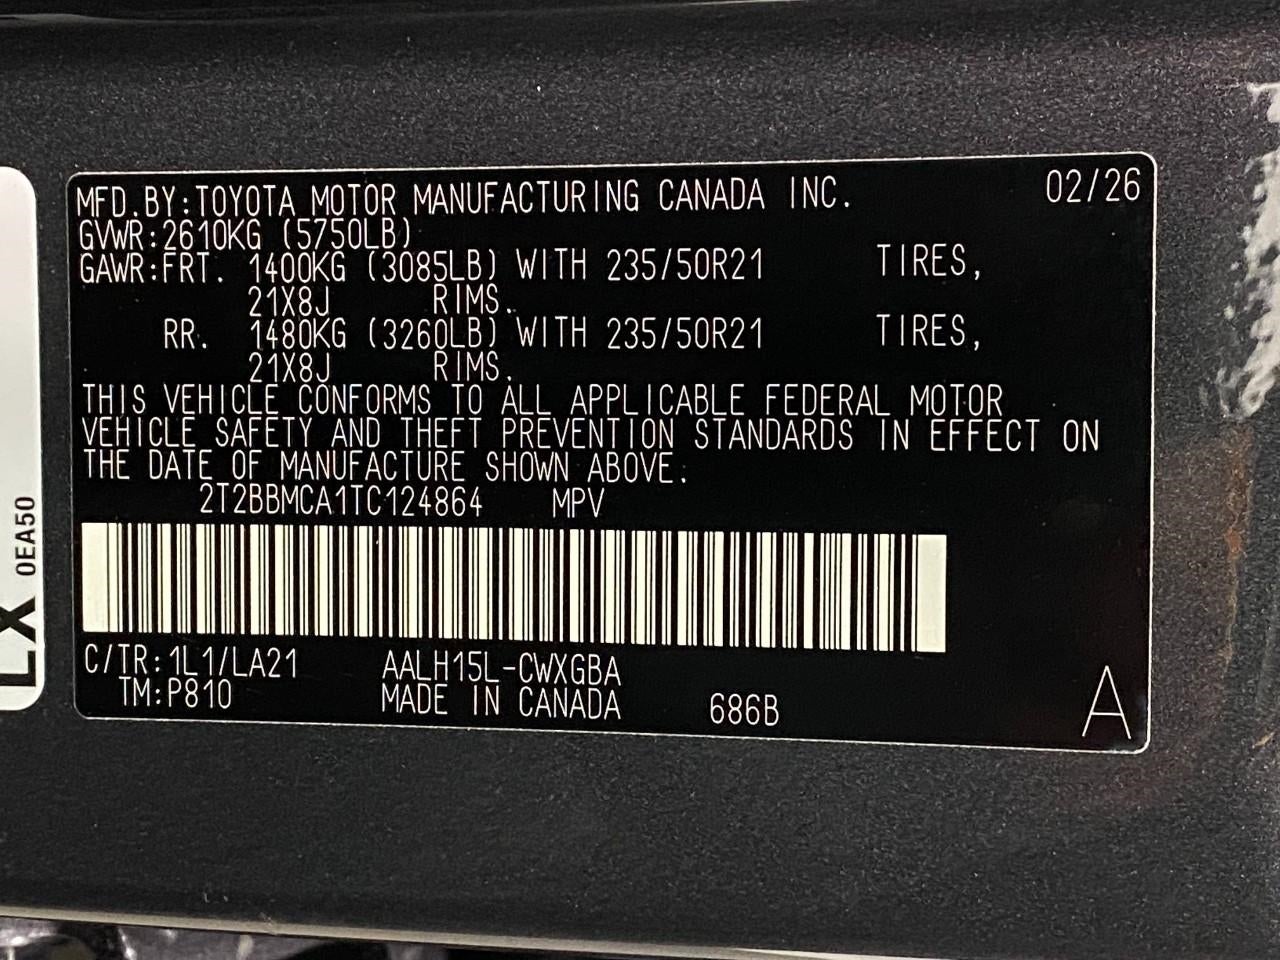 MFD.BY:TOYOTA MOTOR MANUFACTURING CANADA INC. 02/26
GVWR:2610KG (5750LB)
GAWR:FRT. 1400KG (3085LB) WITH 235/50R21 TIRES,
21X8J RIMS.
RR. 1480KG (3260LB) WITH 235/50R21 TIRES,
21X8J RIMS.
THIS VEHICLE CONFORMS TO ALL APPLICABLE FEDERAL MOTOR
VEHICLE SAFETY AND THEFT PREVENTION STANDARDS IN EFFECT ON
THE DATE OF MANUFACTURE SHOWN ABOVE.
2T2BBMCA1TC124864 MPV
C/TR:1L1/LA21 AALH15L-CWXGBA
TM:P810 MADE IN CANADA 686B A
0EA50